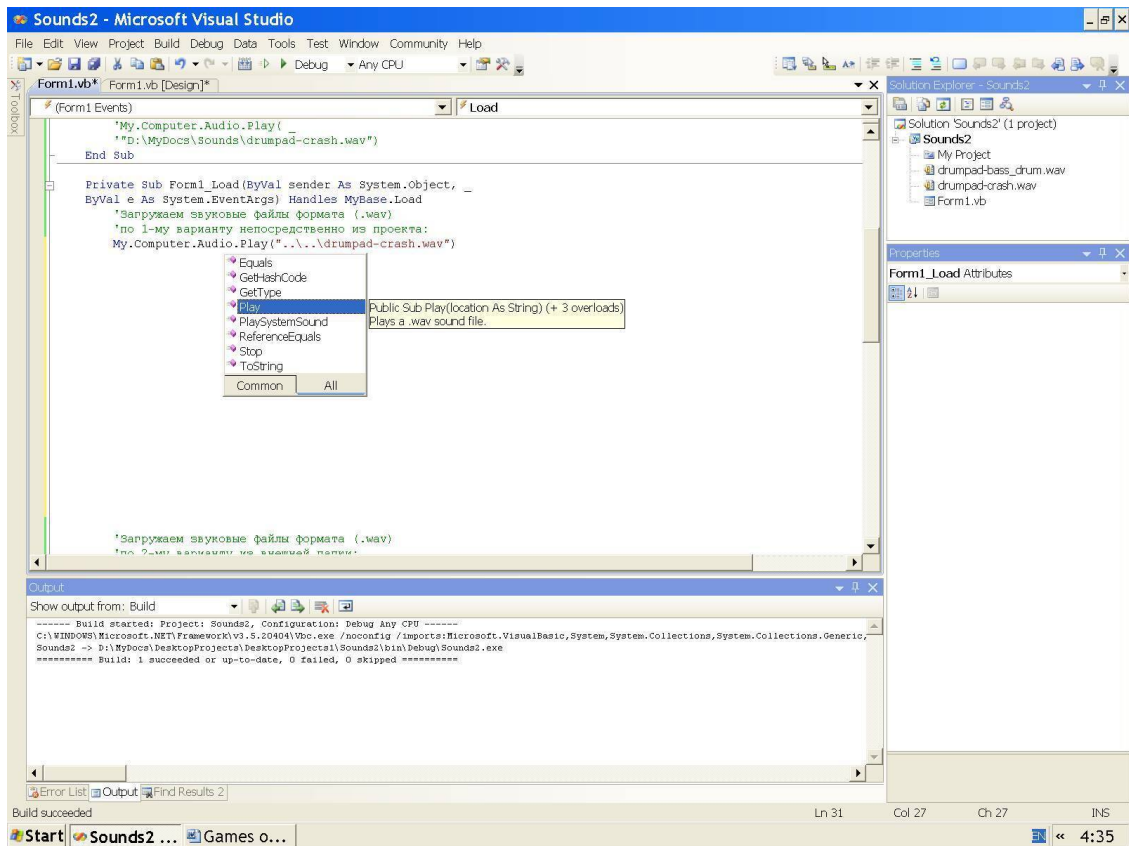 Sounds2 - Microsoft Visual Studio
File Edit View Project Build Debug Data Tools Test Window Community Help
Debug Any CPU
Form1.vb* Form1.vb [Design]*
Toolbox
(Form1 Events) Load
'My.Computer.Audio.Play( _
'"D:\MyDocs\Sounds\drumpad-crash.wav")
End Sub
Private Sub Form1_Load(ByVal sender As System.Object, _
ByVal e As System.EventArgs) Handles MyBase.Load
'Загружаем звуковые файлы формата (.wav)
'по 1-му варианту непосредственно из проекта:
My.Computer.Audio.Play("..\..\drumpad-crash.wav")
Equals
GetHashCode
GetType
Play
PlaySystemSound
ReferenceEquals
Stop
ToString
Common All
Public Sub Play(location As String) (+ 3 overloads)
Plays a .wav sound file.
'Загружаем звуковые файлы формата (.wav)
'по 2-му варианту из внешней папки:
Solution Explorer - Sounds2
Solution 'Sounds2' (1 project)
Sounds2
My Project
drumpad-bass_drum.wav
drumpad-crash.wav
Form1.vb
Properties
Form1_Load Attributes
Output
Show output from: Build
------ Build started: Project: Sounds2, Configuration: Debug Any CPU ------
C:\WINDOWS\Microsoft.NET\Framework\v3.5.20404\Vbc.exe /noconfig /imports:Microsoft.VisualBasic,System,System.Collections,System.Collections.Generic,
Sounds2 -> D:\MyDocs\DesktopProjects\DesktopProjects1\Sounds2\bin\Debug\Sounds2.exe
========== Build: 1 succeeded or up-to-date, 0 failed, 0 skipped ==========
Error List Output Find Results 2
Build succeeded Ln 31 Col 27 Ch 27 INS
Start Sounds2 ... Games o... EN « 4:35